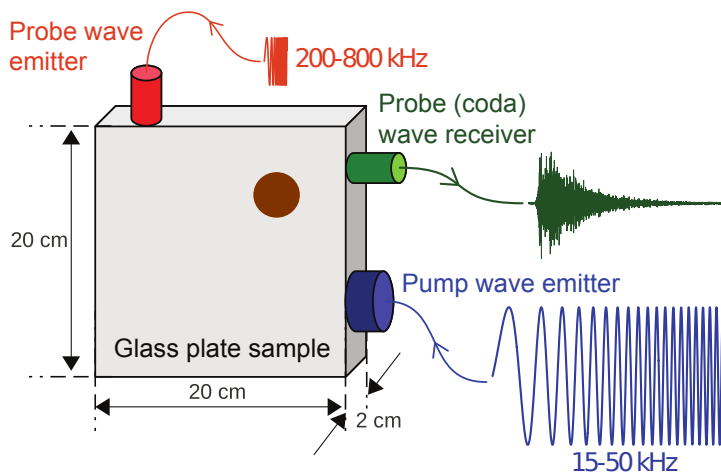 Probe wave
emitter
200-800 kHz
Probe (coda)
wave receiver
20 cm
Pump wave emitter
Glass plate sample
20 cm
2 cm
15-50 kHz